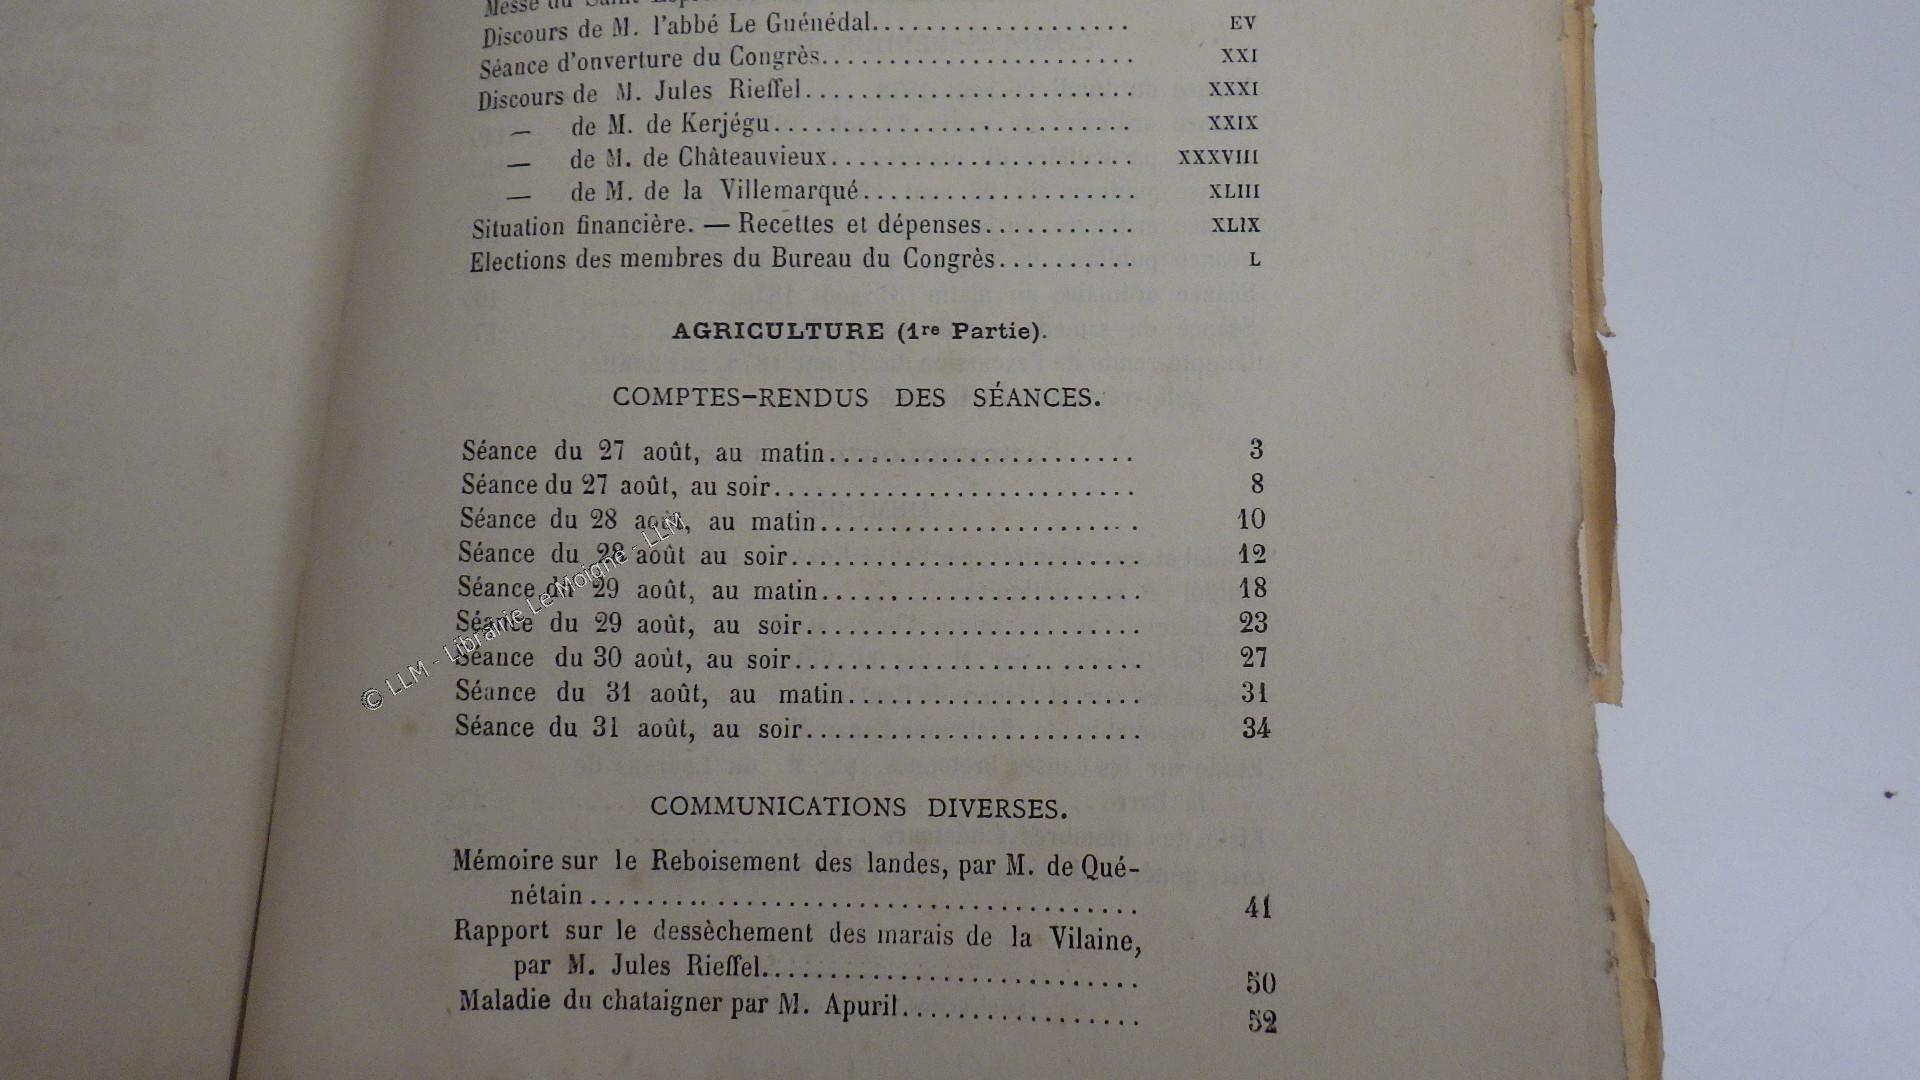 Messe du Saint
Discours de M. l'abbé Le Guénédal........ EV
Séance d'onverture du Congrès........ XXI
Discours de M. Jules Rieffel........ XXXI
— de M. de Kerjégu........ XXIX
— de M. de Châteauvieux........ XXXVIII
— de M. de la Villemarqué........ XLIII
Situation financière. — Recettes et dépenses........ XLIX
Elections des membres du Bureau du Congrès........ L
AGRICULTURE (1re Partie).
COMPTES-RENDUS DES SÉANCES.
Séance du 27 août, au matin........ 3
Séance du 27 août, au soir........ 8
Séance du 28 août, au matin........ 10
Séance du 28 août au soir........ 12
Séance du 29 août, au matin........ 18
Séance du 29 août, au soir........ 23
Séance du 30 août, au soir........ 27
Séance du 31 août, au matin........ 31
Séance du 31 août, au soir........ 34
COMMUNICATIONS DIVERSES.
Mémoire sur le Reboisement des landes, par M. de Qué-
nétain........ 41
Rapport sur le dessèchement des marais de la Vilaine,
par M. Jules Rieffel........ 50
Maladie du chataigner par M. Apuril........ 52
© LLM - Librairie Le Moigne - LLM